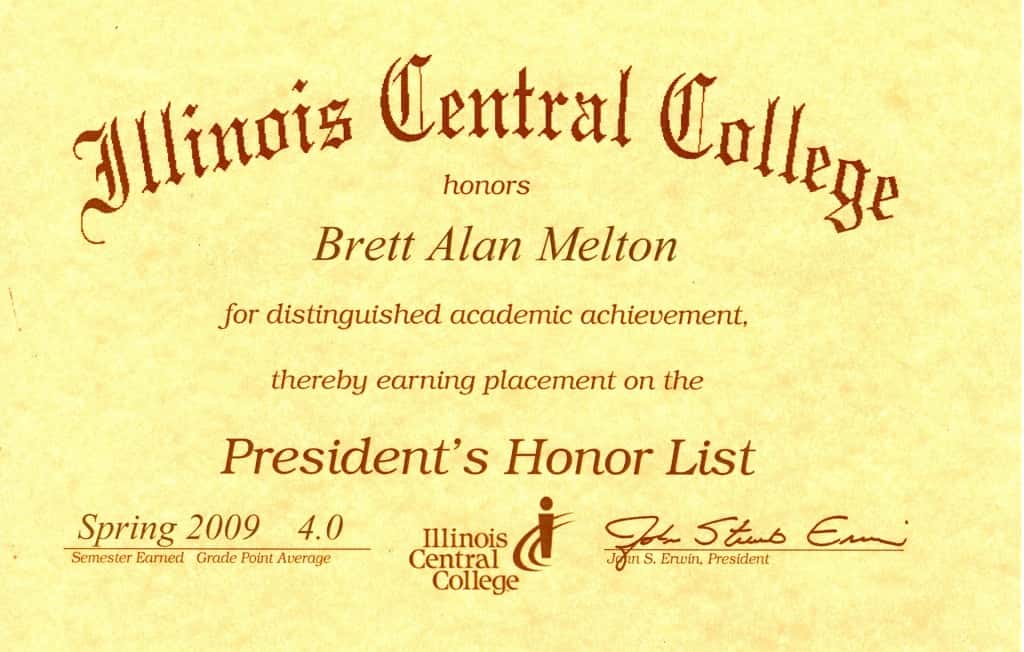 Illinois Central College
honors
Brett Alan Melton
for distinguished academic achievement,
thereby earning placement on the
President's Honor List
Spring 2009 4.0
Semester Earned Grade Point Average
Illinois
Central
College
John Erwin
John S. Erwin, President